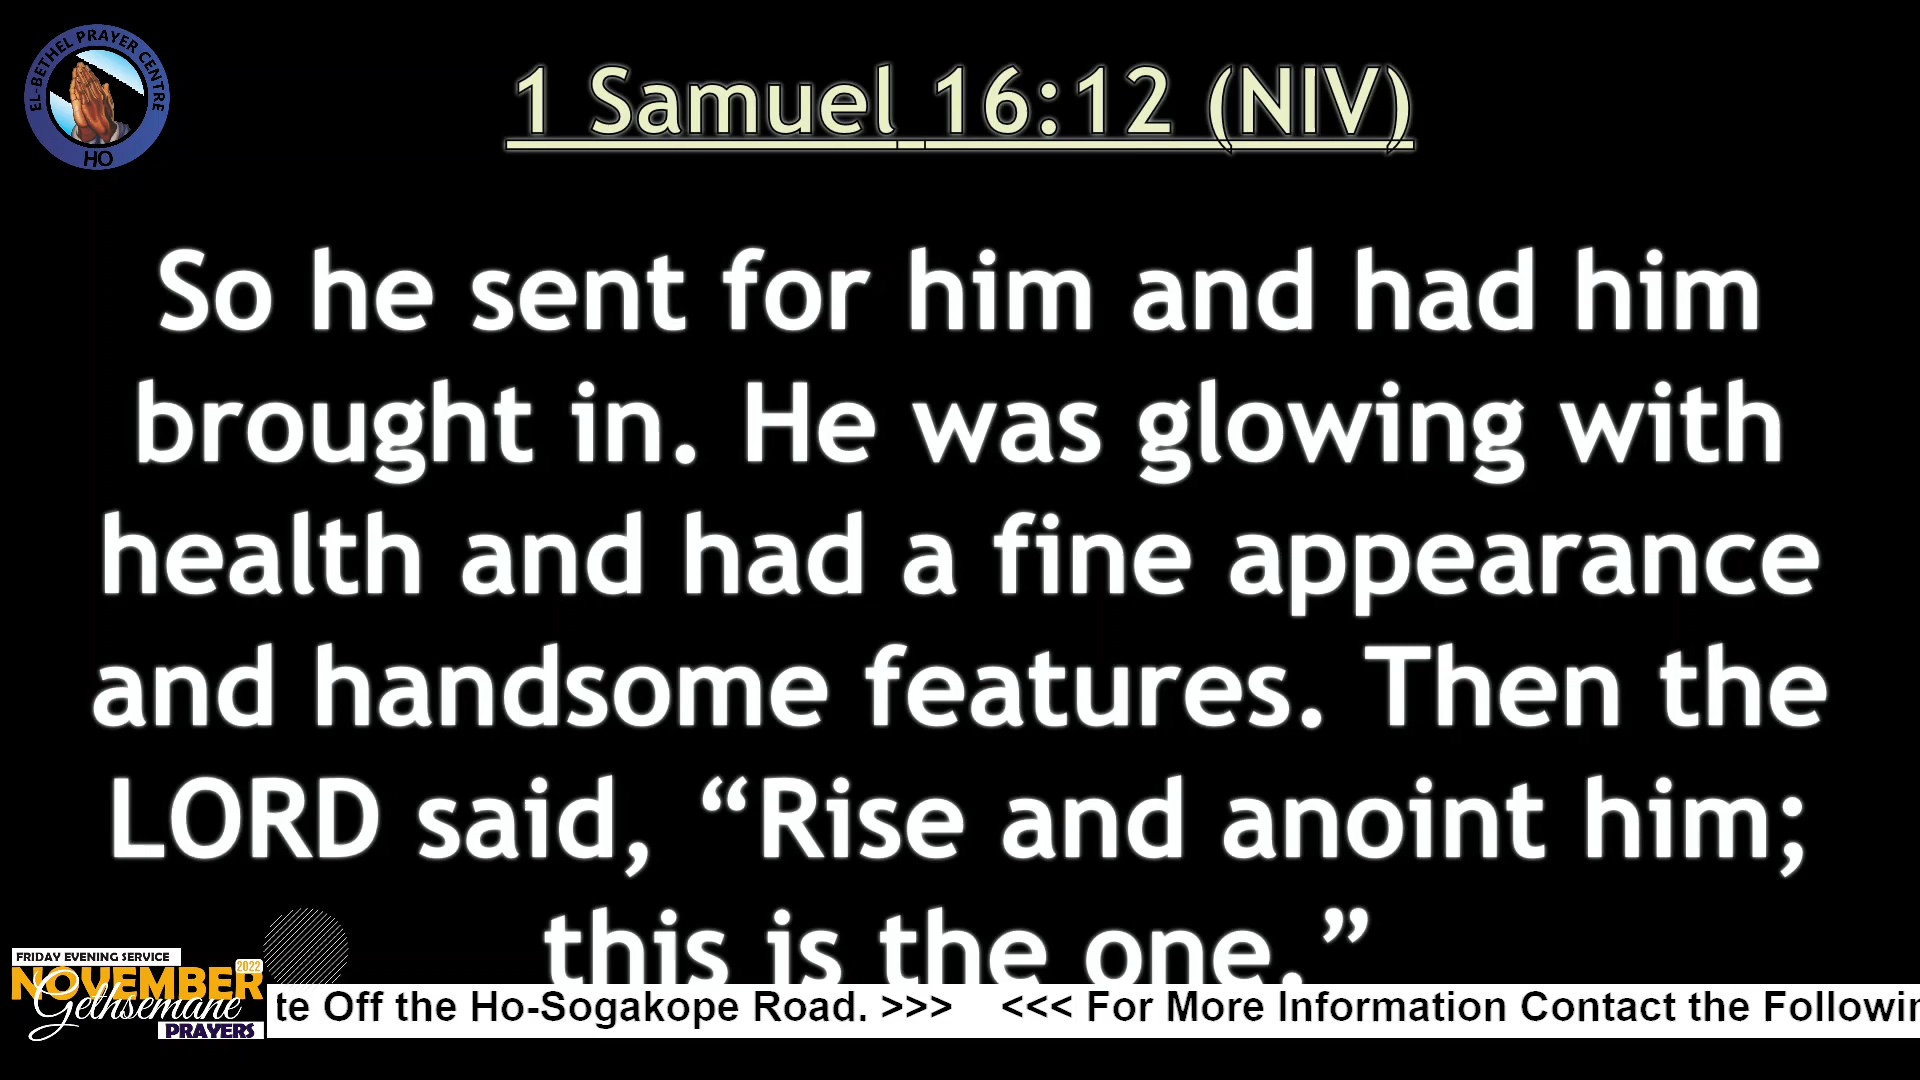 EL-BETHEL PRAYER CENTRE
HO
1 Samuel 16:12 (NIV)
So he sent for him and had him
brought in. He was glowing with
health and had a fine appearance
and handsome features. Then the
LORD said, “Rise and anoint him;
this is the one.”
FRIDAY EVENING SERVICE
NOVEMBER 2022
Gethsemane
PRAYERS
te Off the Ho-Sogakope Road. >>> <<< For More Information Contact the Followin